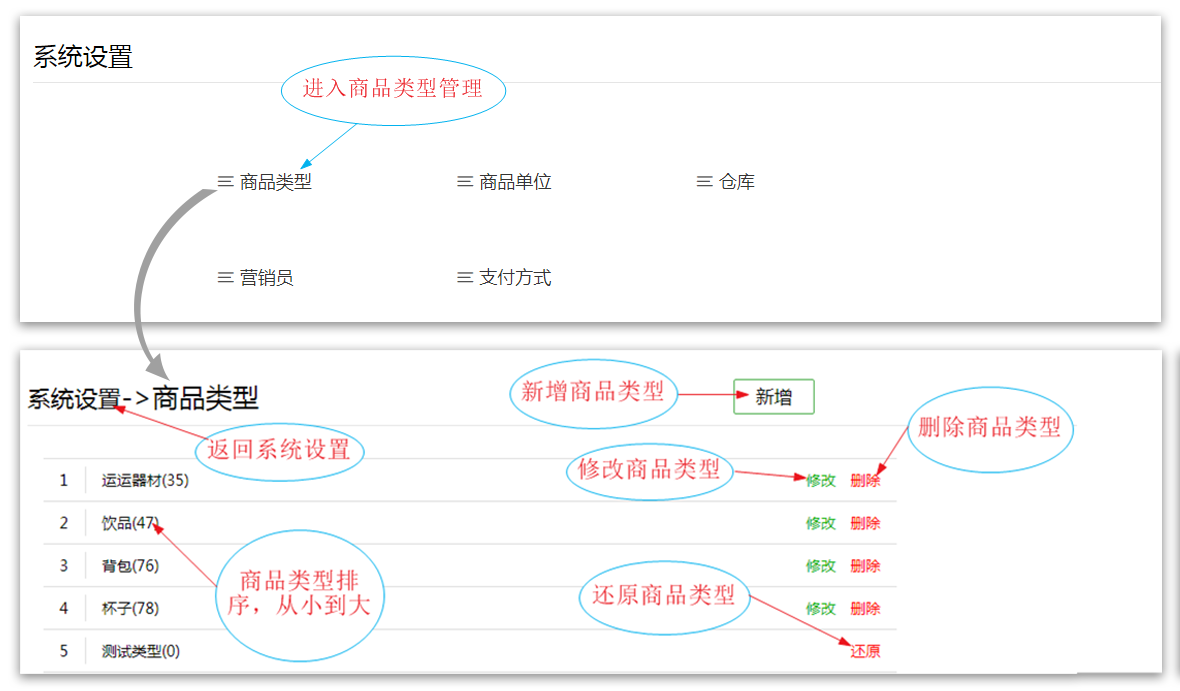 系统设置
进入商品类型管理
商品类型
商品单位
仓库
营销员
支付方式
系统设置->商品类型
新增商品类型
新增
删除商品类型
返回系统设置
修改商品类型
1 运运器材(35) 修改 删除
2 饮品(47) 修改 删除
3 背包(76) 修改 删除
商品类型排
序，从小到大
还原商品类型
4 杯子(78) 修改 删除
5 测试类型(0) 还原